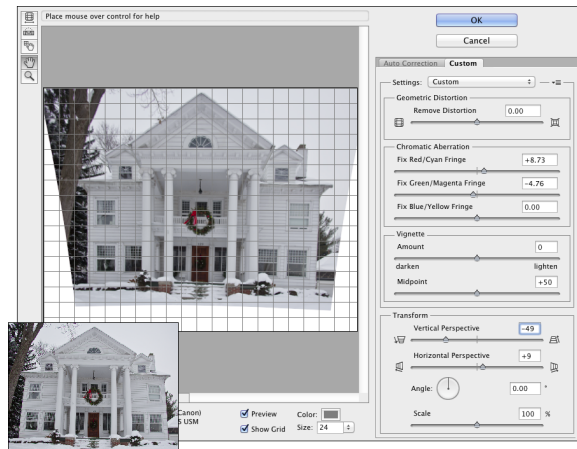 Place mouse over control for help
OK
Cancel
Auto Correction Custom
Settings: Custom
Geometric Distortion
Remove Distortion 0.00
Chromatic Aberration
Fix Red/Cyan Fringe +8.73
Fix Green/Magenta Fringe -4.76
Fix Blue/Yellow Fringe 0.00
Vignette
Amount 0
darken lighten
Midpoint +50
Transform
Vertical Perspective -49
Horizontal Perspective +9
Angle: 0.00 °
Scale 100 %
Canon)
5 USM
Preview Color:
Show Grid Size: 24